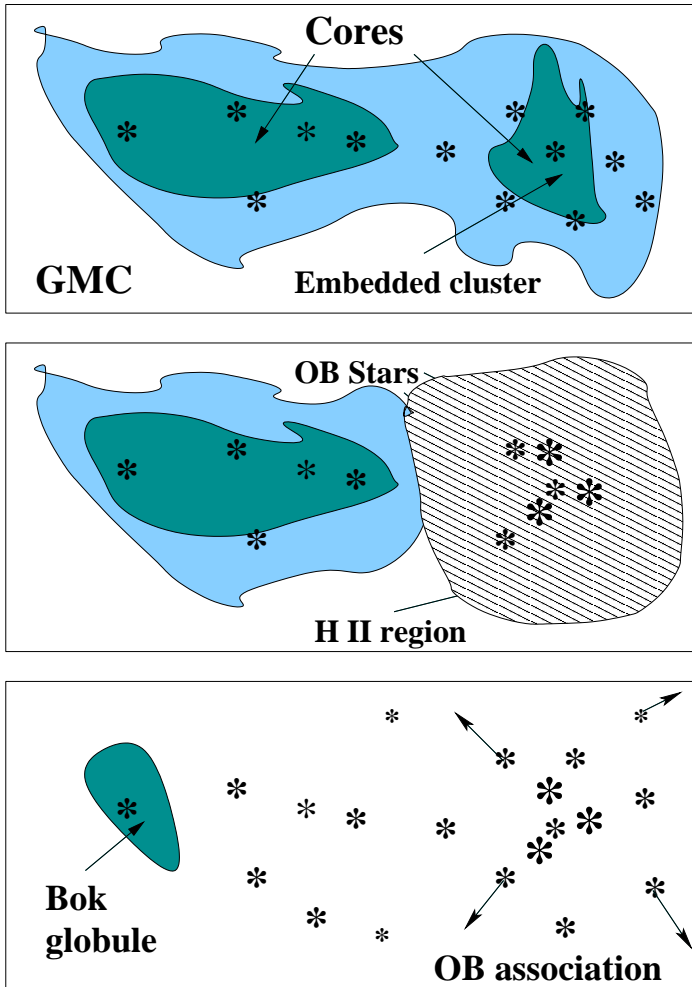 Cores
GMC
Embedded cluster
OB Stars
H II region
Bok
globule
OB association